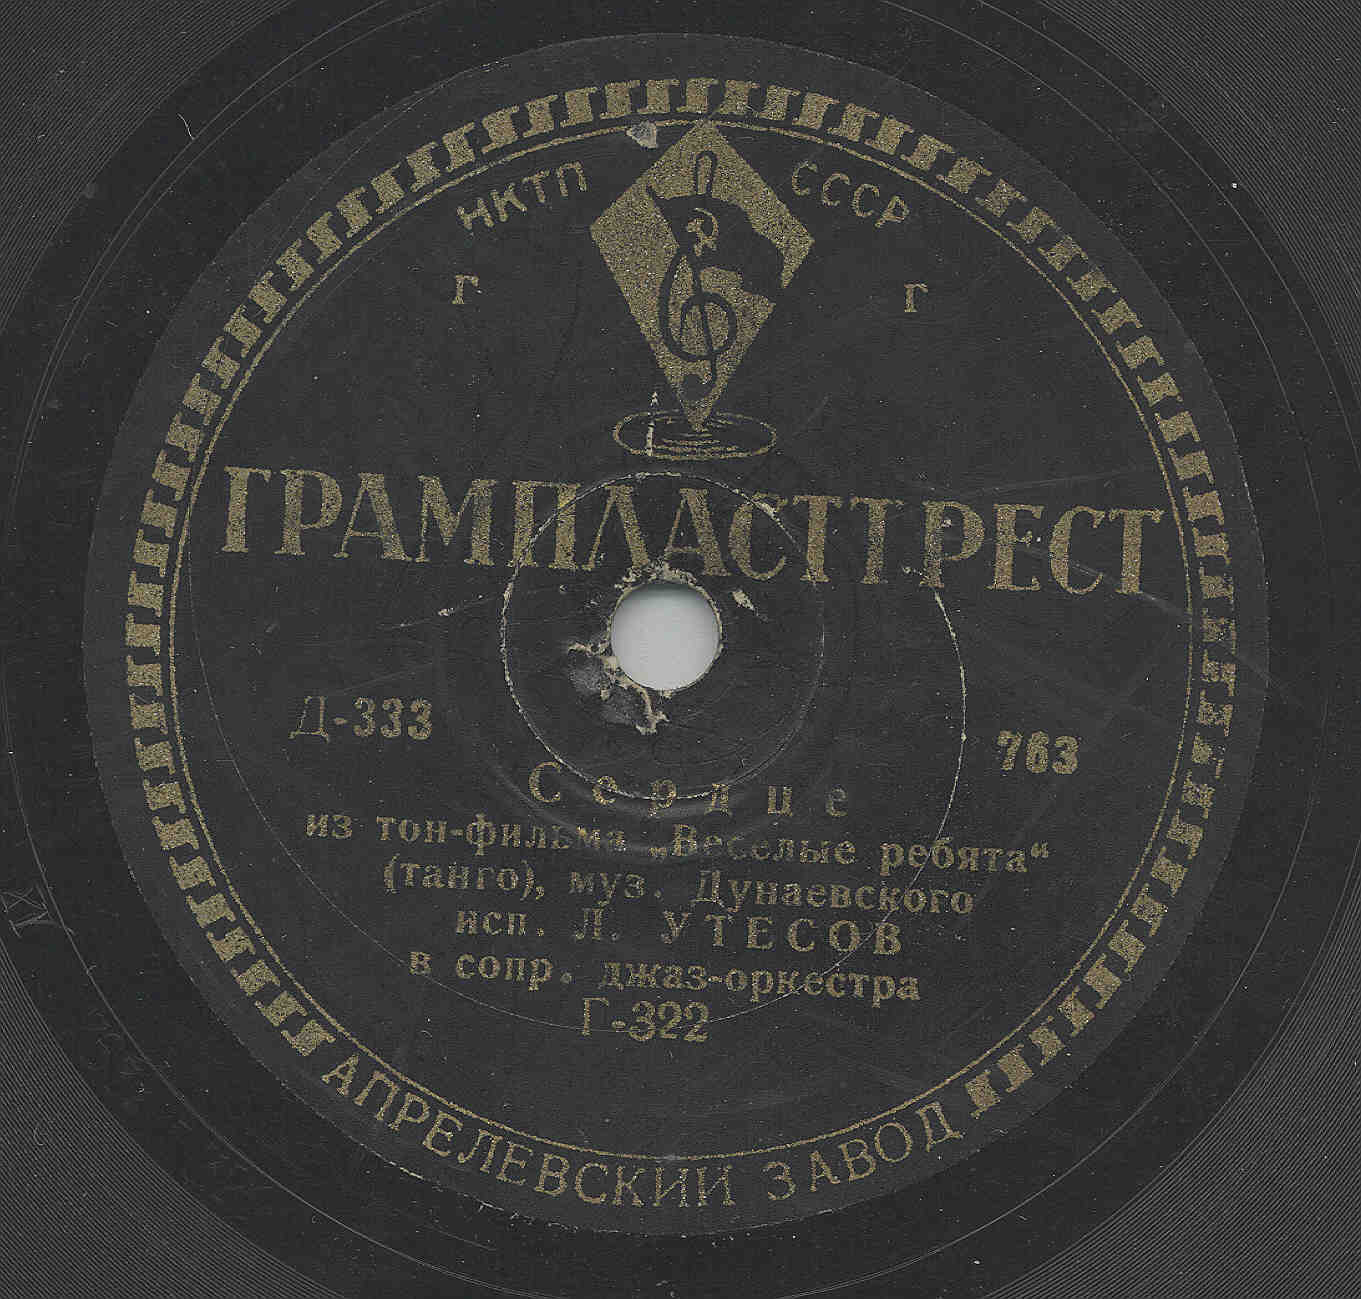 НКТП СССР
г г
ГРАМПЛАСТТРЕСТ
Д-333 763
Сердце
из тон-фильма „Веселые ребята“
(танго), муз. Дунаевского
исп. Л. УТЕСОВ
в сопр. джаз-оркестра
Г-322
АПРЕЛЕВСКИЙ ЗАВОД